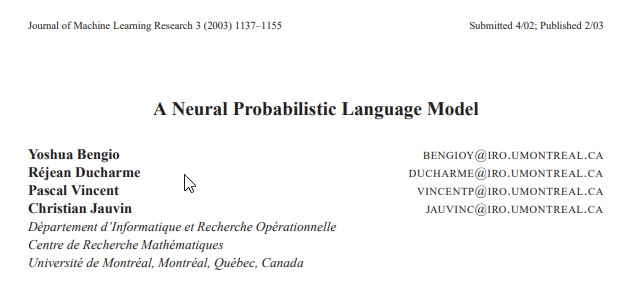 Journal of Machine Learning Research 3 (2003) 1137–1155 Submitted 4/02; Published 2/03
A Neural Probabilistic Language Model
Yoshua Bengio BENGIOY@IRO.UMONTREAL.CA
Réjean Ducharme DUCHARME@IRO.UMONTREAL.CA
Pascal Vincent VINCENTP@IRO.UMONTREAL.CA
Christian Jauvin JAUVINC@IRO.UMONTREAL.CA
Département d'Informatique et Recherche Opérationnelle
Centre de Recherche Mathématiques
Université de Montréal, Montréal, Québec, Canada